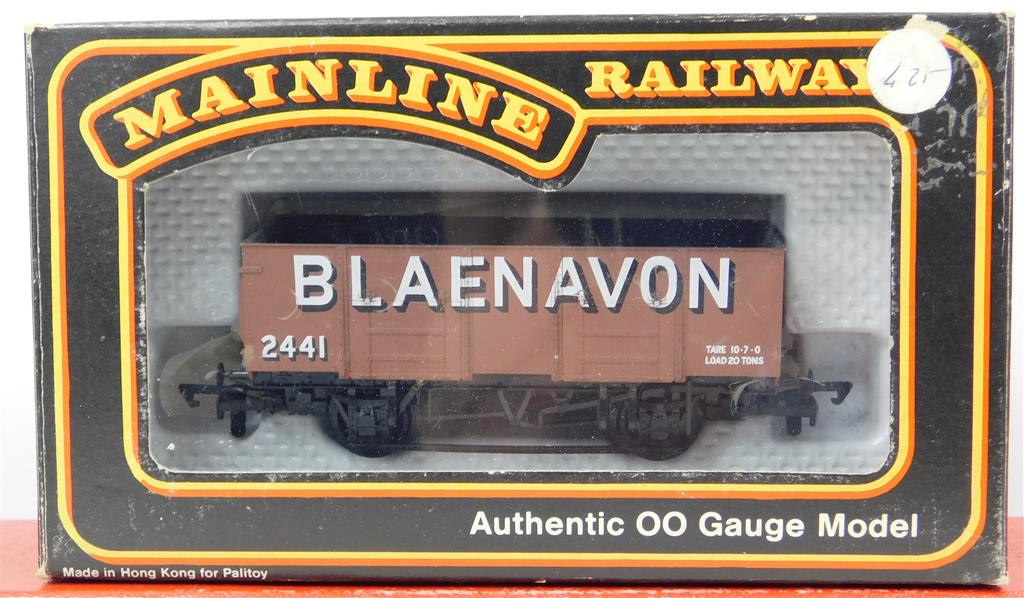 MAINLINE RAILWAY
BLAENAVON
2441
TARE 10-7-0
LOAD 20 TONS
Authentic OO Gauge Model
Made in Hong Kong for Palitoy